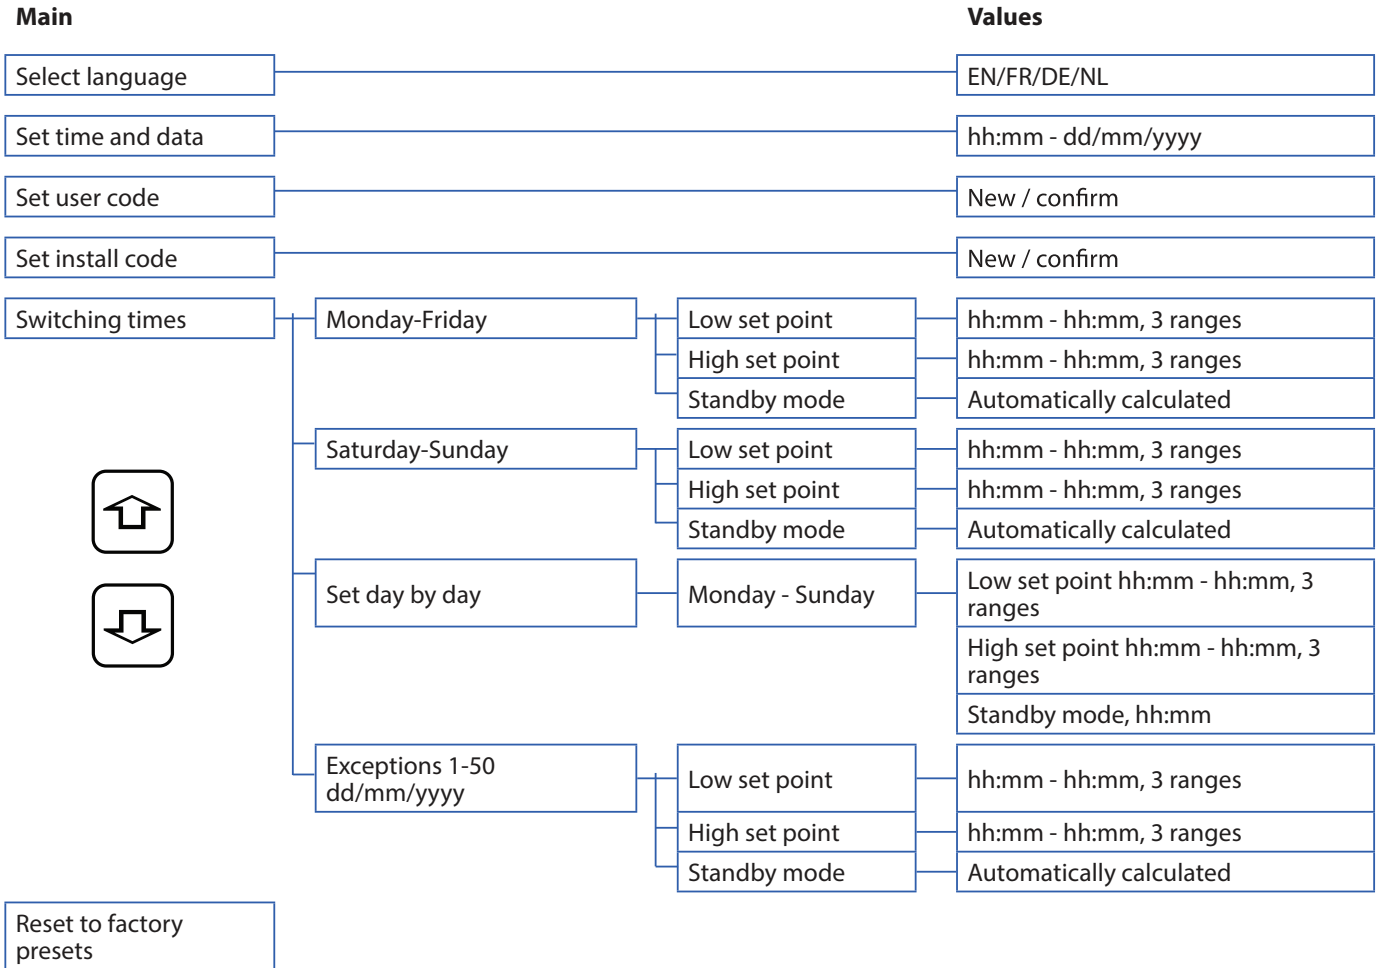 Main
Values
Select language
EN/FR/DE/NL
Set time and data
hh:mm - dd/mm/yyyy
Set user code
New / confirm
Set install code
New / confirm
Switching times
Monday-Friday
Low set point
hh:mm - hh:mm, 3 ranges
High set point
hh:mm - hh:mm, 3 ranges
Standby mode
Automatically calculated
Saturday-Sunday
Low set point
hh:mm - hh:mm, 3 ranges
High set point
hh:mm - hh:mm, 3 ranges
Standby mode
Automatically calculated
Set day by day
Monday - Sunday
Low set point hh:mm - hh:mm, 3
ranges
High set point hh:mm - hh:mm, 3
ranges
Standby mode, hh:mm
Exceptions 1-50
dd/mm/yyyy
Low set point
hh:mm - hh:mm, 3 ranges
High set point
hh:mm - hh:mm, 3 ranges
Standby mode
Automatically calculated
Reset to factory
presets